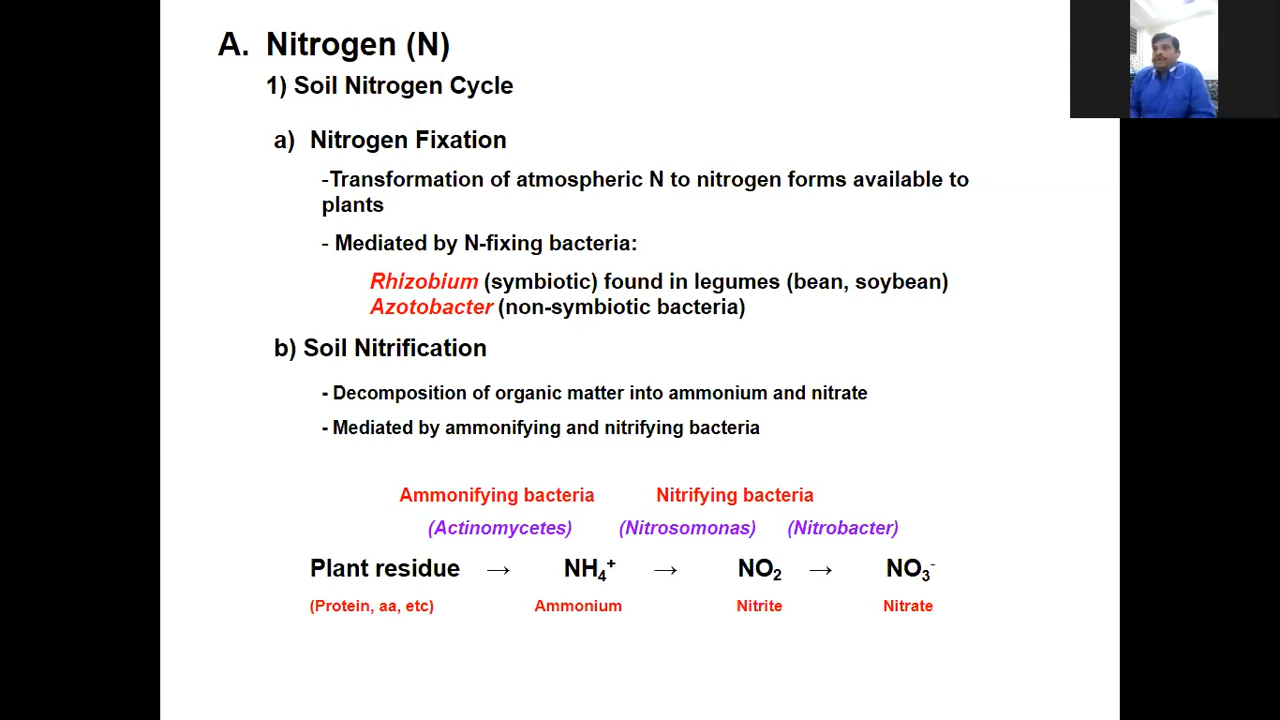 A. Nitrogen (N)
1) Soil Nitrogen Cycle
a) Nitrogen Fixation
-Transformation of atmospheric N to nitrogen forms available to
plants
- Mediated by N-fixing bacteria:
Rhizobium (symbiotic) found in legumes (bean, soybean)
Azotobacter (non-symbiotic bacteria)
b) Soil Nitrification
- Decomposition of organic matter into ammonium and nitrate
- Mediated by ammonifying and nitrifying bacteria
Ammonifying bacteria Nitrifying bacteria
(Actinomycetes) (Nitrosomonas) (Nitrobacter)
Plant residue → NH₄⁺ → NO₂ → NO₃⁻
(Protein, aa, etc) Ammonium Nitrite Nitrate